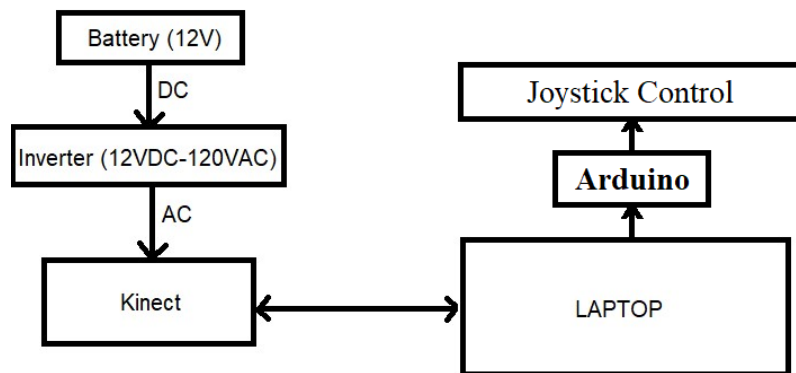 Battery (12V)
DC
Inverter (12VDC-120VAC)
AC
Kinect
Joystick Control
Arduino
LAPTOP